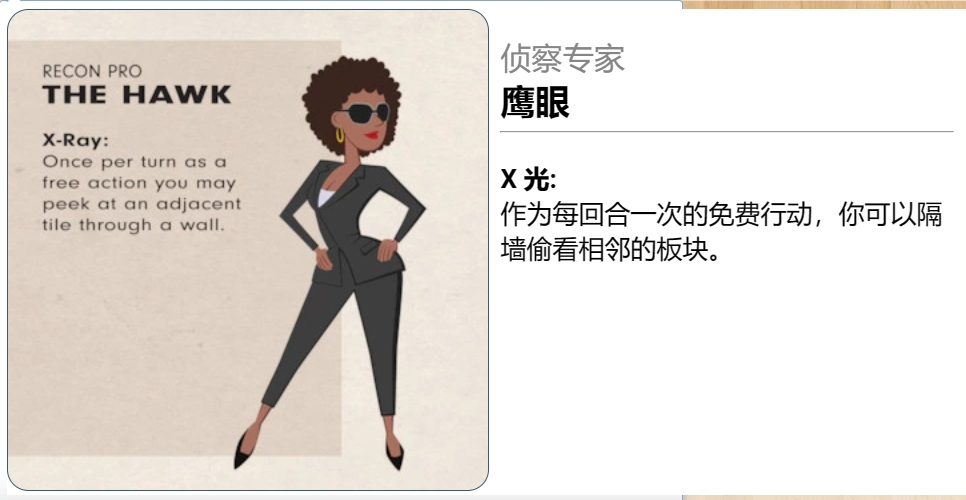 RECON PRO
THE HAWK
X-Ray:
Once per turn as a
free action you may
peek at an adjacent
tile through a wall.
侦察专家
鹰眼
X 光:
作为每回合一次的免费行动，你可以隔
墙偷看相邻的板块。